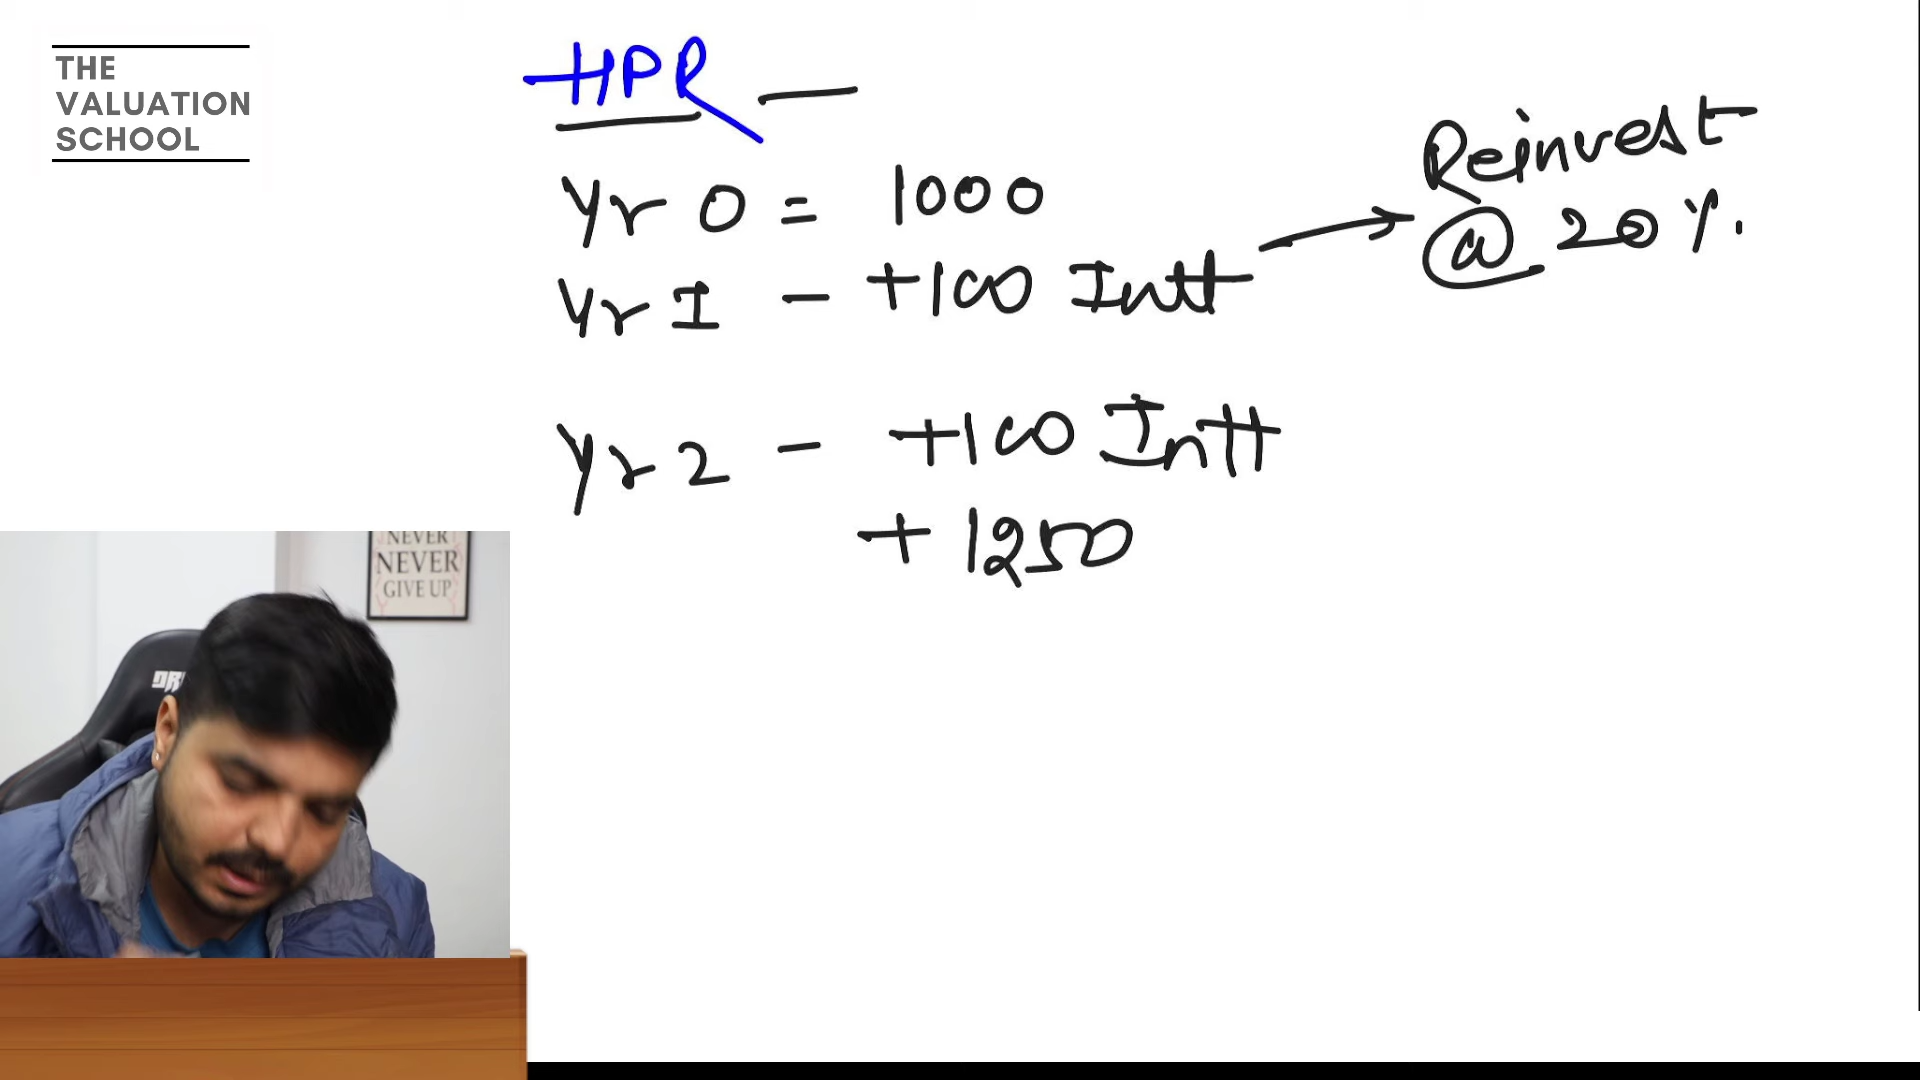 THE
VALUATION
SCHOOL
HPR —
Yr 0 = 1000
Yr I - +100 Intt
Reinvest
@ 20%.
Yr 2 - +100 Intt
+ 1250
NEVER
NEVER
GIVE UP